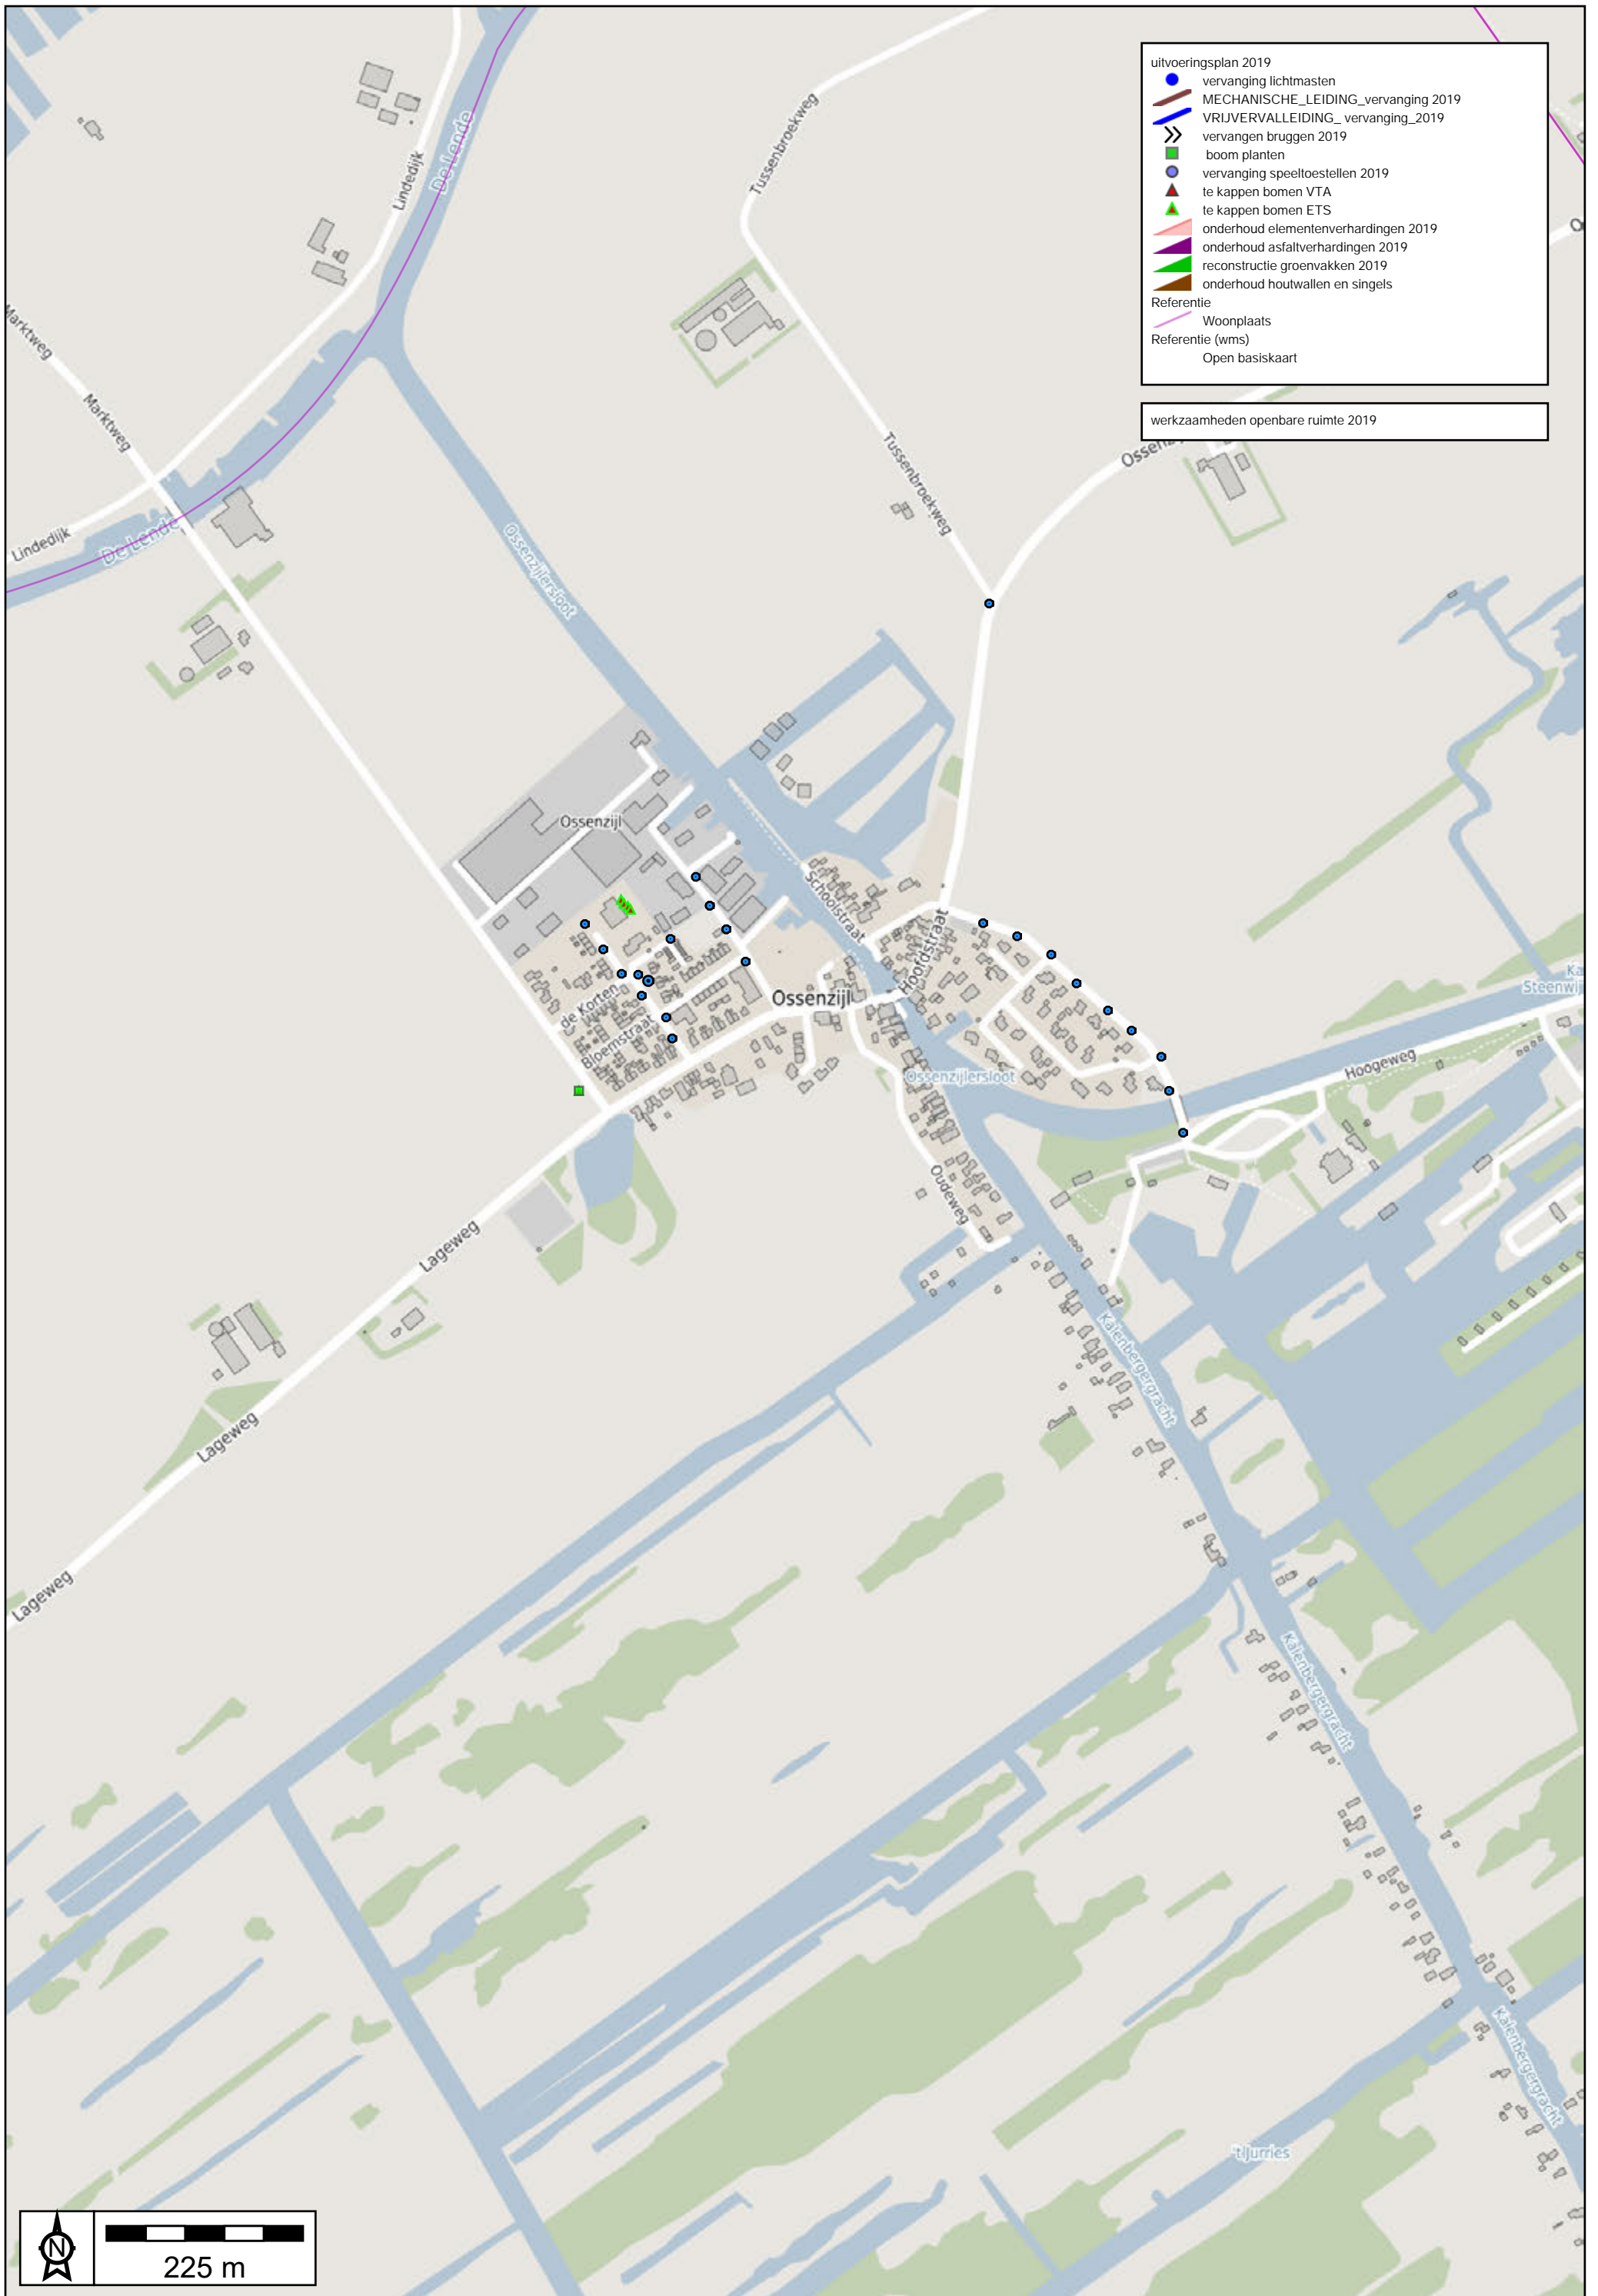 uitvoeringsplan 2019
vervanging lichtmasten
MECHANISCHE_LEIDING_vervanging 2019
VRIJVERVALLEIDING_ vervanging_2019
vervangen bruggen 2019
boom planten
vervanging speeltoestellen 2019
te kappen bomen VTA
te kappen bomen ETS
onderhoud elementenverhardingen 2019
onderhoud asfaltverhardingen 2019
reconstructie groenvakken 2019
onderhoud houtwallen en singels
Referentie
Woonplaats
Referentie (wms)
Open basiskaart
werkzaamheden openbare ruimte 2019
Tussenbroekweg
De Lende
Lindedijk
Marktweg
Marktweg
Tussenbroekweg
Lindedijk
De Lende
Ossenzijlersloot
Ossenzijl
Schoolstraat
Hoofdstraat
Ossenzijl
de Korten
Bloemstraat
Steenwij
Hoogeweg
Ossenzijlersloot
Oudeweg
Lageweg
Kalenbergergracht
Lageweg
Lageweg
Kalenbergergracht
Kalenbergergracht
't Jurries
N
225 m